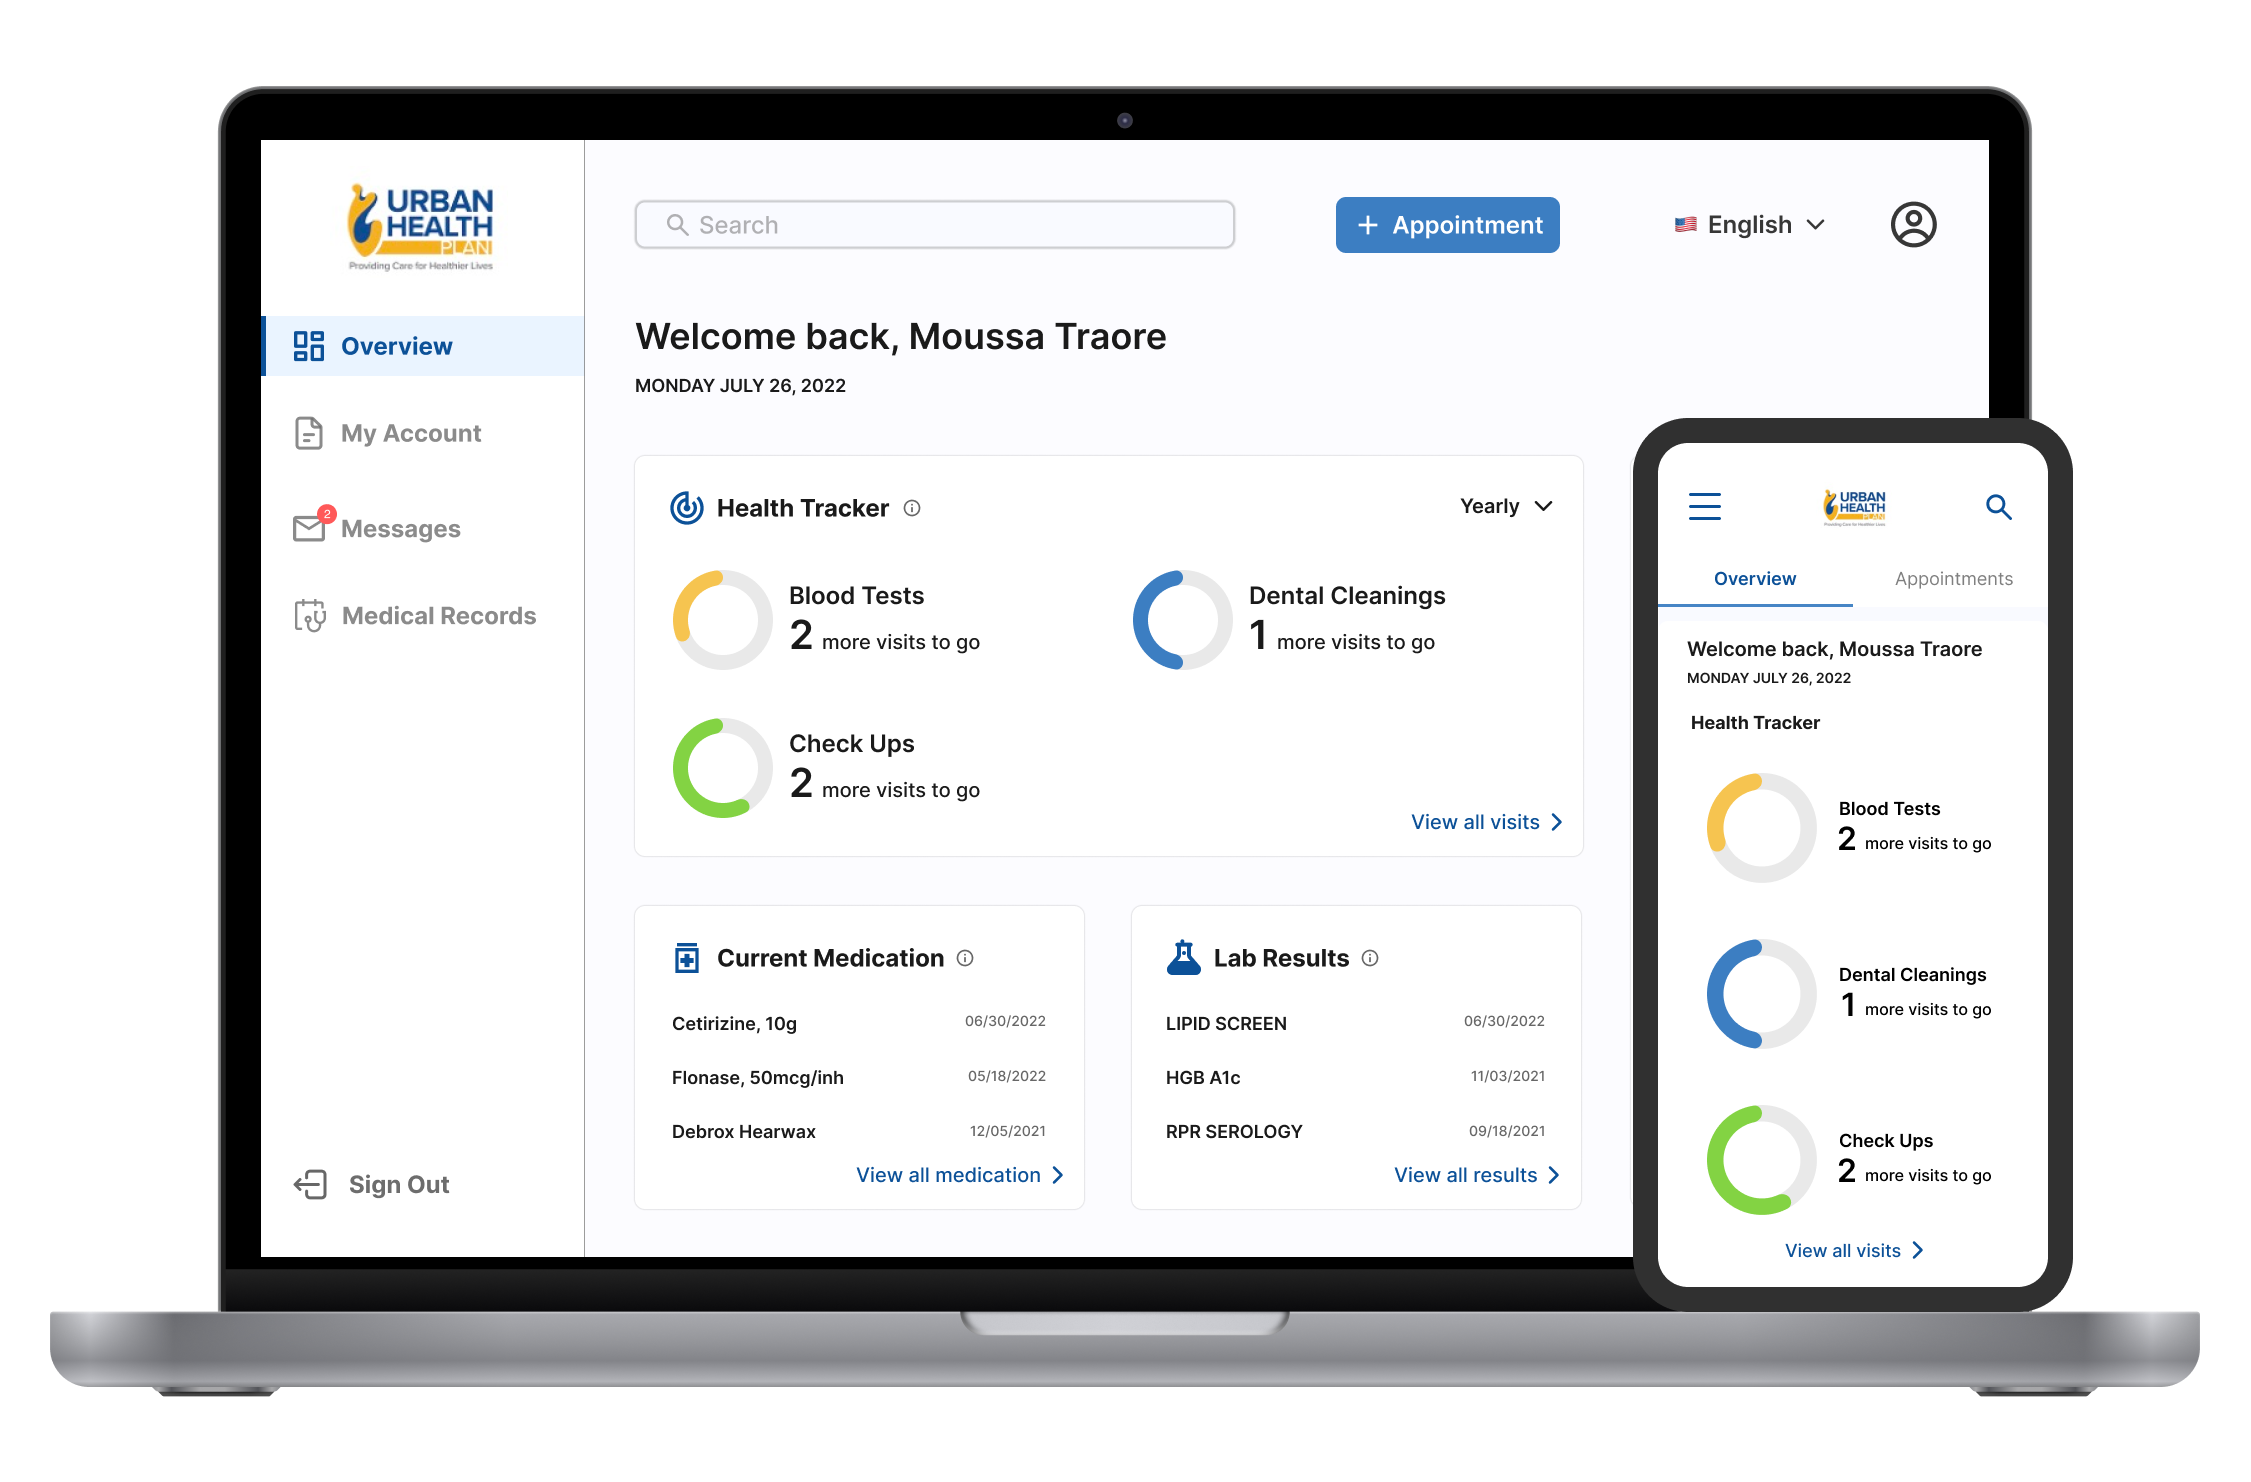 URBAN
HEALTH
PLAN
Providing Care for Healthier Lives
Search
+ Appointment
English
Overview
My Account
2
Messages
Medical Records
Sign Out
Welcome back, Moussa Traore
MONDAY JULY 26, 2022
Health Tracker
Yearly
Blood Tests
2 more visits to go
Dental Cleanings
1 more visits to go
Check Ups
2 more visits to go
View all visits
Current Medication
Cetirizine, 10g 06/30/2022
Flonase, 50mcg/inh 05/18/2022
Debrox Hearwax 12/05/2021
View all medication
Lab Results
LIPID SCREEN 06/30/2022
HGB A1c 11/03/2021
RPR SEROLOGY 09/18/2021
View all results
URBAN
HEALTH
PLAN
Providing Care for Healthier Lives
Overview
Appointments
Welcome back, Moussa Traore
MONDAY JULY 26, 2022
Health Tracker
Blood Tests
2 more visits to go
Dental Cleanings
1 more visits to go
Check Ups
2 more visits to go
View all visits